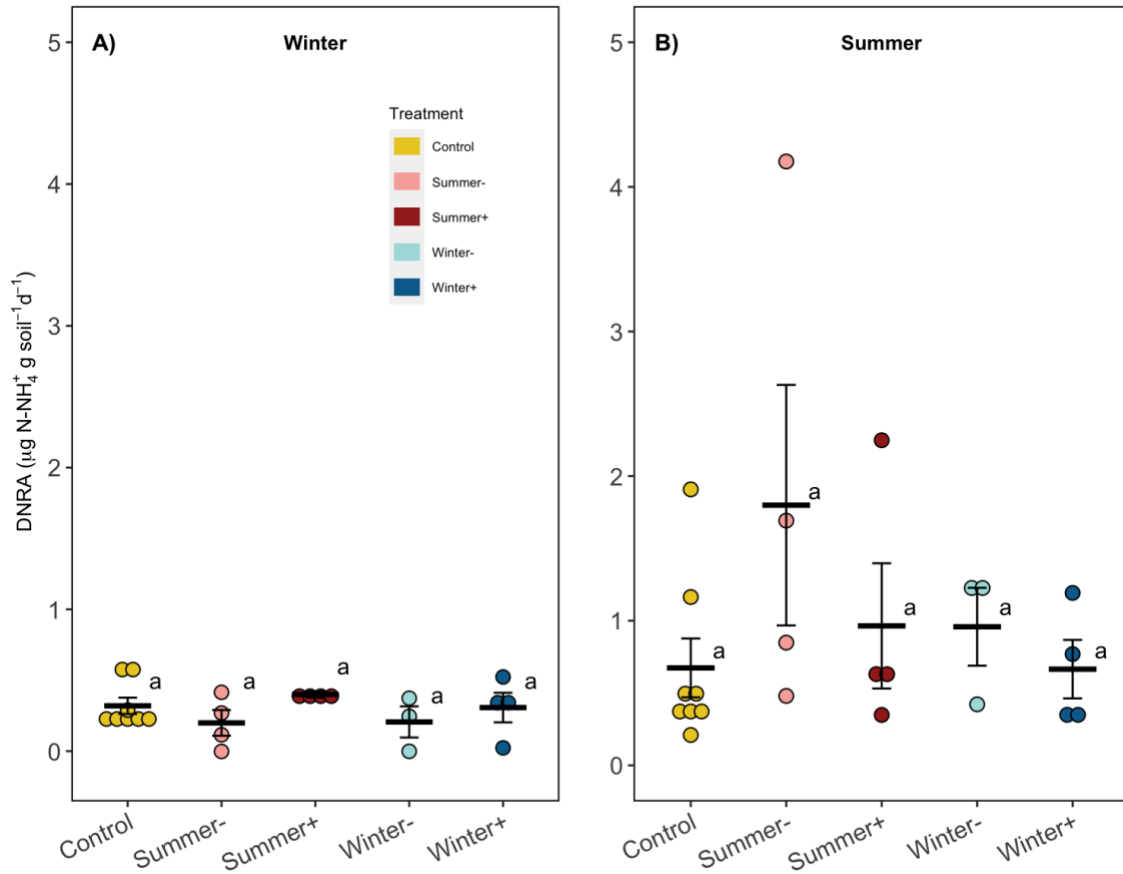 A) Winter
5
4
3
2
1
0
DNRA (µg N-NH₄⁺ g soil⁻¹d⁻¹)
Treatment
Control
Summer-
Summer+
Winter-
Winter+
a a a a a
Control Summer- Summer+ Winter- Winter+
B) Summer
5
4
3
2
1
0
a
a
a
a
a
Control Summer- Summer+ Winter- Winter+